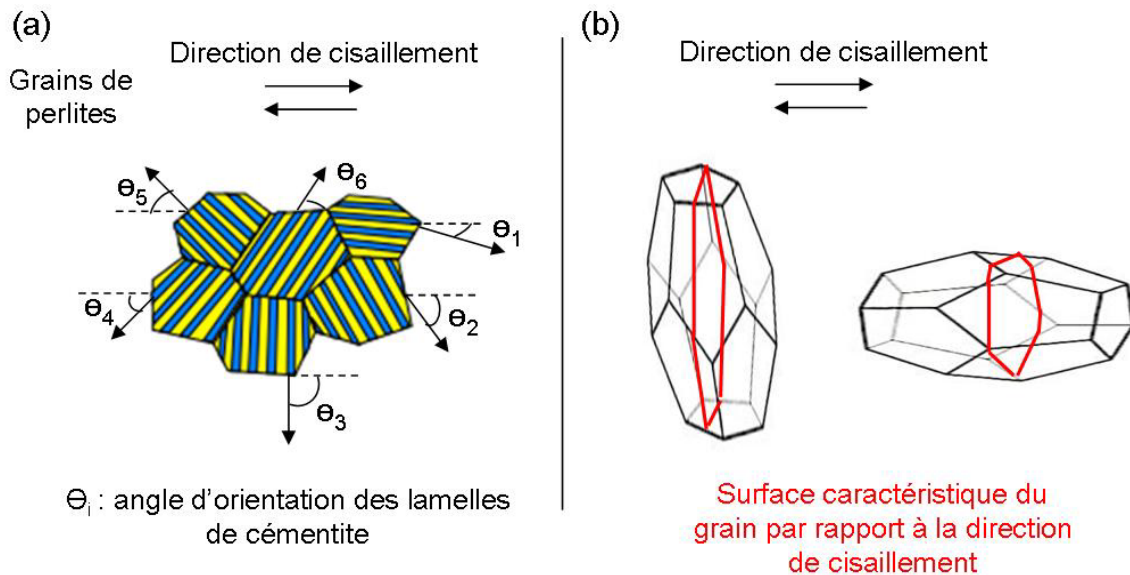 (a)
Direction de cisaillement
Grains de
perlites
ϴ5
ϴ6
ϴ1
ϴ4
ϴ2
ϴ3
ϴi : angle d'orientation des lamelles
de cémentite
(b)
Direction de cisaillement
Surface caractéristique du
grain par rapport à la direction
de cisaillement